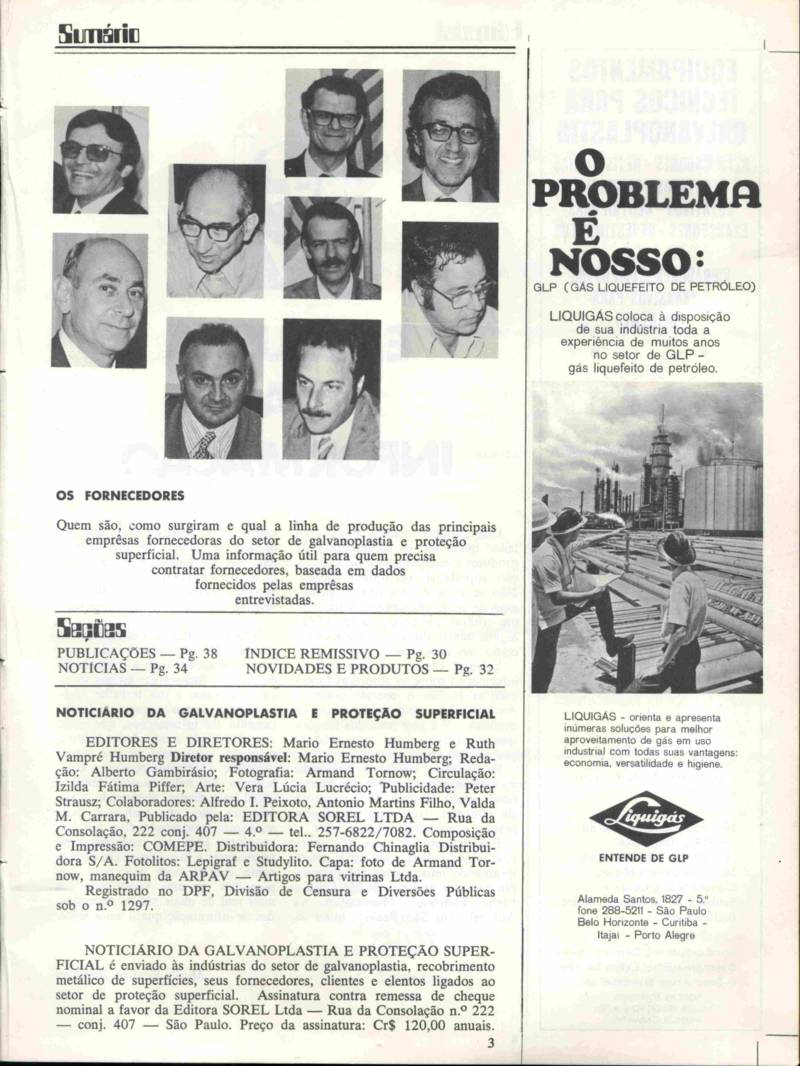 Sumário
OS FORNECEDORES
Quem são, como surgiram e qual a linha de produção das principais
emprêsas fornecedoras do setor de galvanoplastia e proteção
superficial. Uma informação útil para quem precisa
contratar fornecedores, baseada em dados
fornecidos pelas emprêsas
entrevistadas.
Seções
PUBLICAÇÕES — Pg. 38
NOTÍCIAS — Pg. 34
ÍNDICE REMISSIVO — Pg. 30
NOVIDADES E PRODUTOS — Pg. 32
NOTICIÁRIO DA GALVANOPLASTIA E PROTEÇÃO SUPERFICIAL
EDITORES E DIRETORES: Mario Ernesto Humberg e Ruth
Vampré Humberg Diretor responsável: Mario Ernesto Humberg; Reda-
ção: Alberto Gambirásio; Fotografia: Armand Tornow; Circulação:
Izilda Fátima Piffer; Arte: Vera Lúcia Lucrécio; Publicidade: Peter
Strausz; Colaboradores: Alfredo I. Peixoto, Antonio Martins Filho, Valda
M. Carrara, Publicado pela: EDITORA SOREL LTDA — Rua da
Consolação, 222 conj. 407 — 4.º — tel.. 257-6822/7082. Composição
e Impressão: COMEPE. Distribuidora: Fernando Chinaglia Distribui-
dora S/A. Fotolitos: Lepigraf e Studylito. Capa: foto de Armand Tor-
now, manequim da ARPAV — Artigos para vitrinas Ltda.
Registrado no DPF, Divisão de Censura e Diversões Públicas
sob o n.º 1297.
NOTICIÁRIO DA GALVANOPLASTIA E PROTEÇÃO SUPER-
FICIAL é enviado às indústrias do setor de galvanoplastia, recobrimento
metálico de superfícies, seus fornecedores, clientes e elentos ligados ao
setor de proteção superficial. Assinatura contra remessa de cheque
nominal a favor da Editora SOREL Ltda — Rua da Consolação n.º 222
— conj. 407 — São Paulo. Preço da assinatura: Cr$ 120,00 anuais.
3
O
PROBLEMA
É
NOSSO:
GLP (GÁS LIQUEFEITO DE PETRÓLEO)
LIQUIGÁS coloca à disposição
de sua indústria toda a
experiência de muitos anos
no setor de GLP -
gás liquefeito de petróleo.
LIQUIGÁS - orienta e apresenta
inúmeras soluções para melhor
aproveitamento de gás em uso
industrial com todas suas vantagens:
economia, versatilidade e higiene.
Liquigás
ENTENDE DE GLP
Alameda Santos, 1827 - 5.º
fone 288-5211 - São Paulo
Belo Horizonte - Curitiba -
Itajai - Porto Alegre